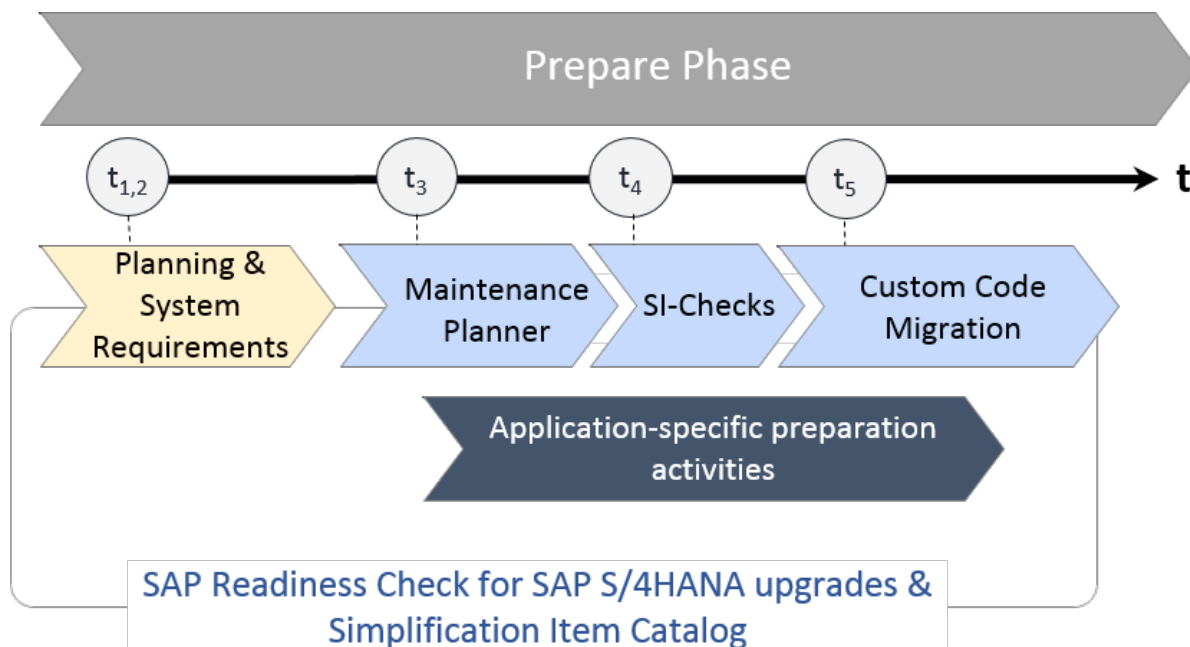 Prepare Phase
t1,2
t3
t4
t5
t
Planning &
System
Requirements
Maintenance
Planner
SI-Checks
Custom Code
Migration
Application-specific preparation
activities
SAP Readiness Check for SAP S/4HANA upgrades &
Simplification Item Catalog